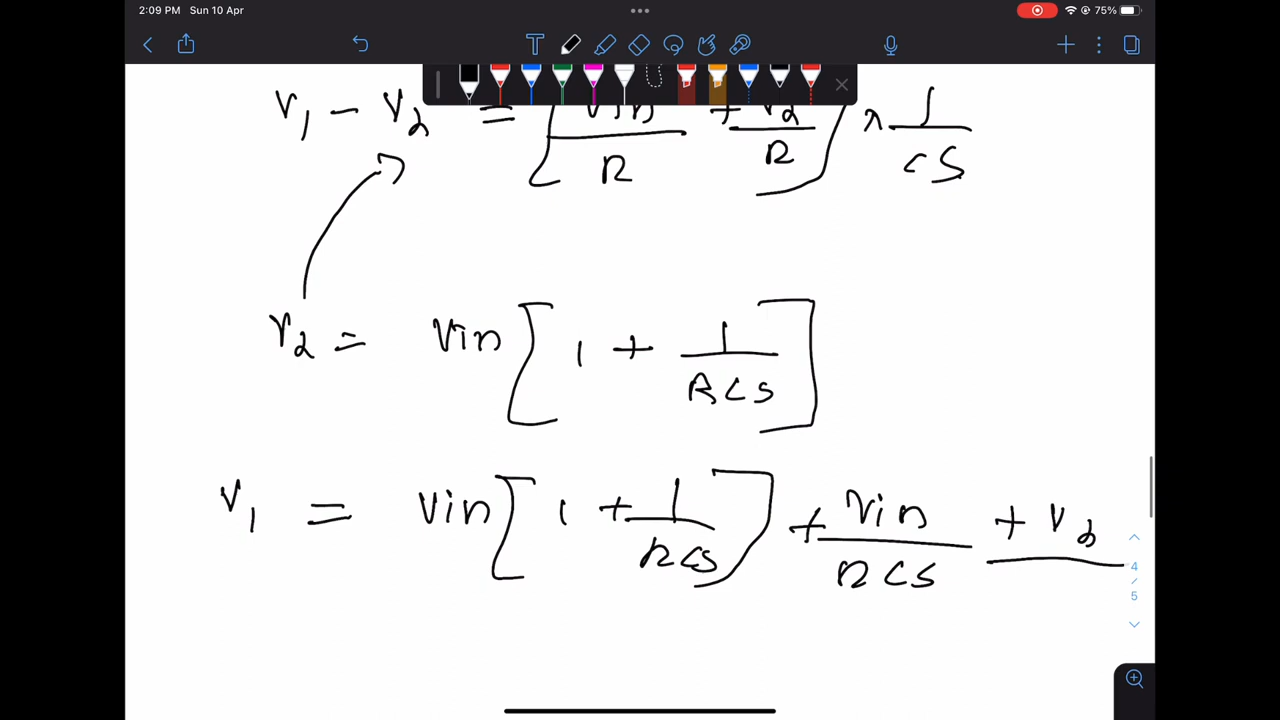 2:09 PM Sun 10 Apr 75%
V1 - V2 = [Vin/R + V2/R] × 1/CS
V2 = Vin [1 + 1/RCS]
V1 = Vin [1 + 1/RCS] + Vin/RCS + V2
4
/
5